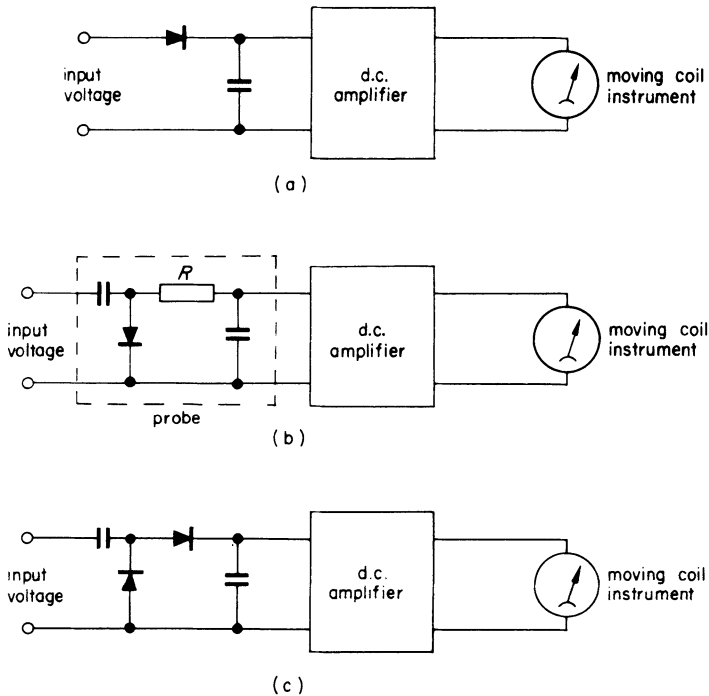 input
voltage
d.c.
amplifier
moving coil
instrument
(a)
R
input
voltage
d.c.
amplifier
moving coil
instrument
probe
(b)
input
voltage
d.c.
amplifier
moving coil
instrument
(c)